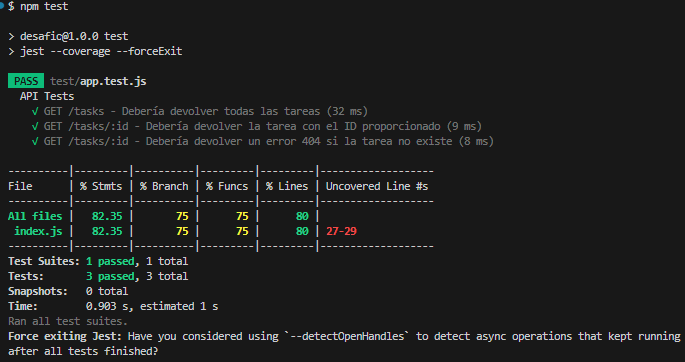 $ npm test
> desafio@1.0.0 test
> jest --coverage --forceExit
PASS test/app.test.js
API Tests
√ GET /tasks - Debería devolver todas las tareas (32 ms)
√ GET /tasks/:id - Debería devolver la tarea con el ID proporcionado (9 ms)
√ GET /tasks/:id - Debería devolver un error 404 si la tarea no existe (8 ms)
----------|---------|----------|---------|---------|-------------------
File      | % Stmts | % Branch | % Funcs | % Lines | Uncovered Line #s
----------|---------|----------|---------|---------|-------------------
All files |   82.35 |       75 |      75 |      80 |
 index.js |   82.35 |       75 |      75 |      80 | 27-29
----------|---------|----------|---------|---------|-------------------
Test Suites: 1 passed, 1 total
Tests:       3 passed, 3 total
Snapshots:   0 total
Time:        0.903 s, estimated 1 s
Ran all test suites.
Force exiting Jest: Have you considered using `--detectOpenHandles` to detect async operations that kept running
after all tests finished?